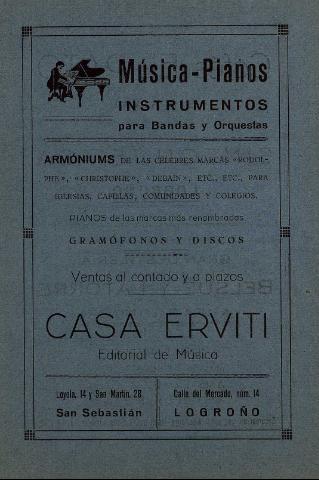 Música-Pianos
INSTRUMENTOS
para Bandas y Orquestas
ARMÓNIUMS DE LAS CÉLEBRES MARCAS «RODOL-
PHE», «CHRISTOPHE», «DEBAIN», ETC., ETC., PARA
IGLESIAS, CAPILLAS, COMUNIDADES Y COLEGIOS.
PIANOS de las marcas más renombradas
GRAMÓFONOS Y DISCOS
Ventas al contado y a plazos
CASA ERVITI
Editorial de Música
Loyola, 14 y San Martín, 28
San Sebastián
Calle del Mercado, núm. 14
LOGROÑO